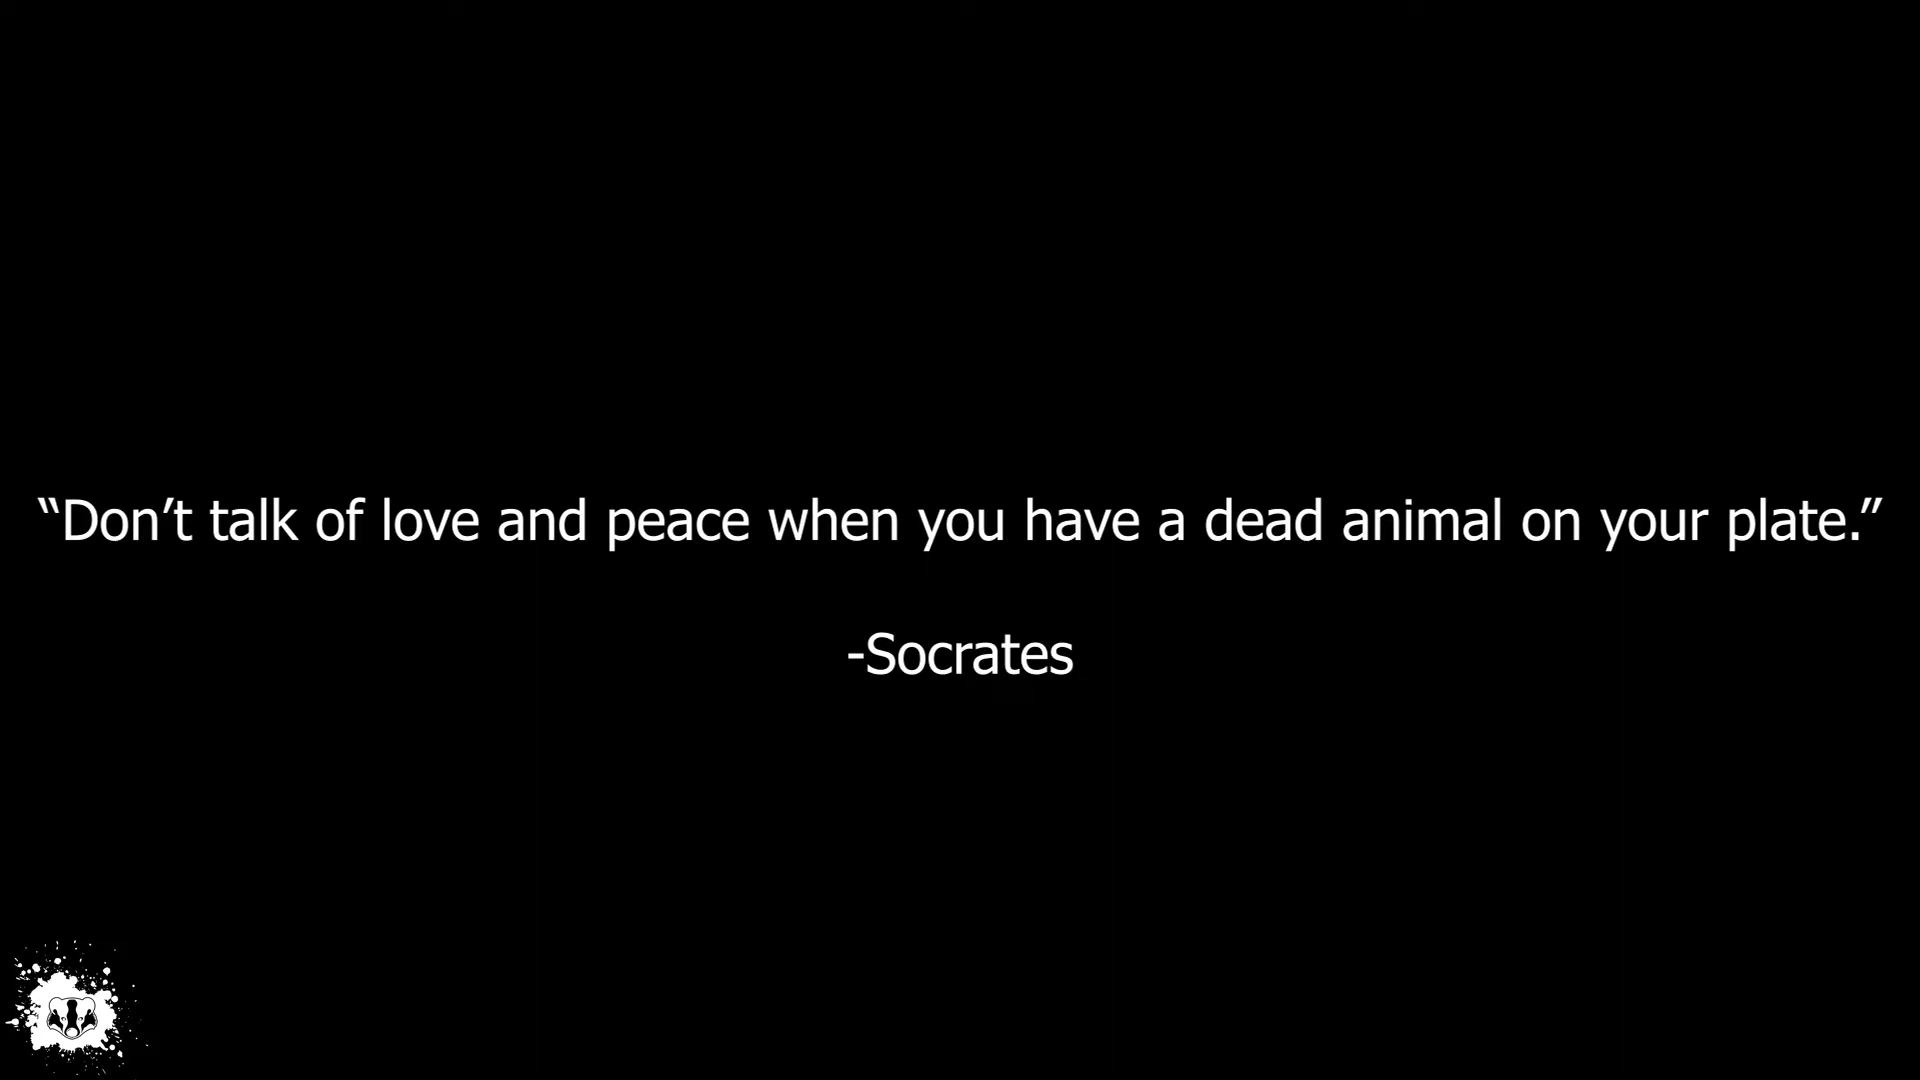 “Don’t talk of love and peace when you have a dead animal on your plate.”
-Socrates